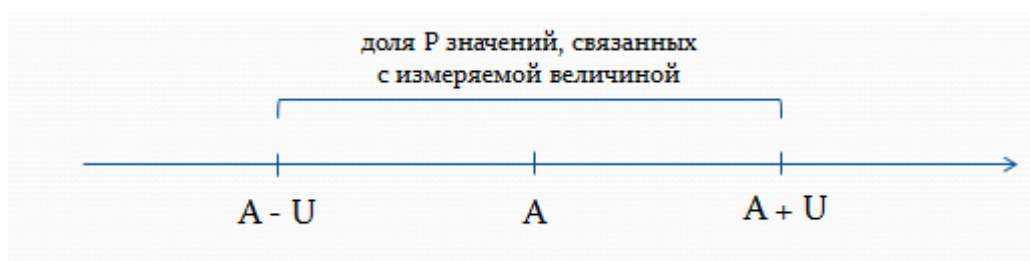 доля P значений, связанных
с измеряемой величиной
A - U A A + U